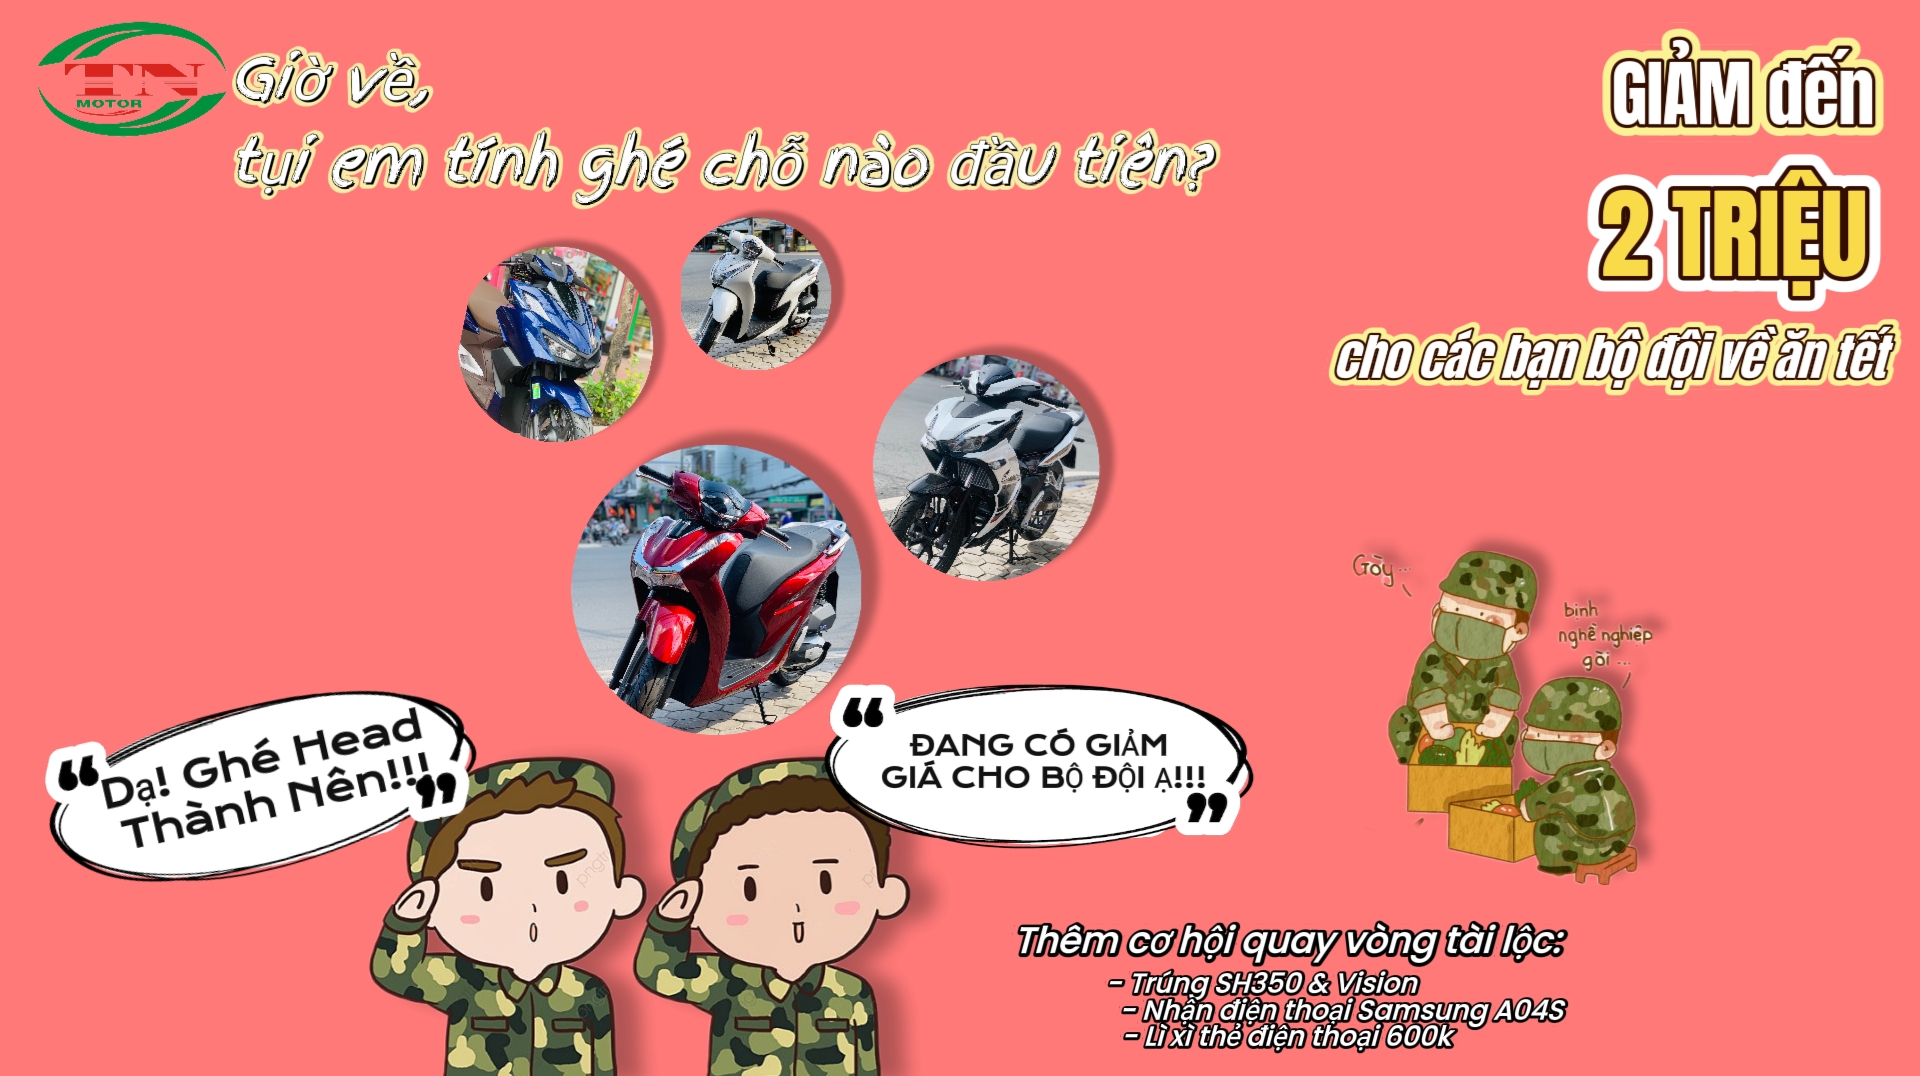 TN
MOTOR
Giờ về,
tụi em tính ghé chỗ nào đầu tiên?
GIẢM đến
2 TRIỆU
cho các bạn bộ đội về ăn tết
Gòy ...
bịnh
nghề nghiệp
gồi ...
“Dạ! Ghé Head
Thành Nên!!!”
“ĐANG CÓ GIẢM
GIÁ CHO BỘ ĐỘI Ạ!!!”
Thêm cơ hội quay vòng tài lộc:
- Trúng SH350 & Vision
- Nhận điện thoại Samsung A04S
- Lì xì thẻ điện thoại 600k